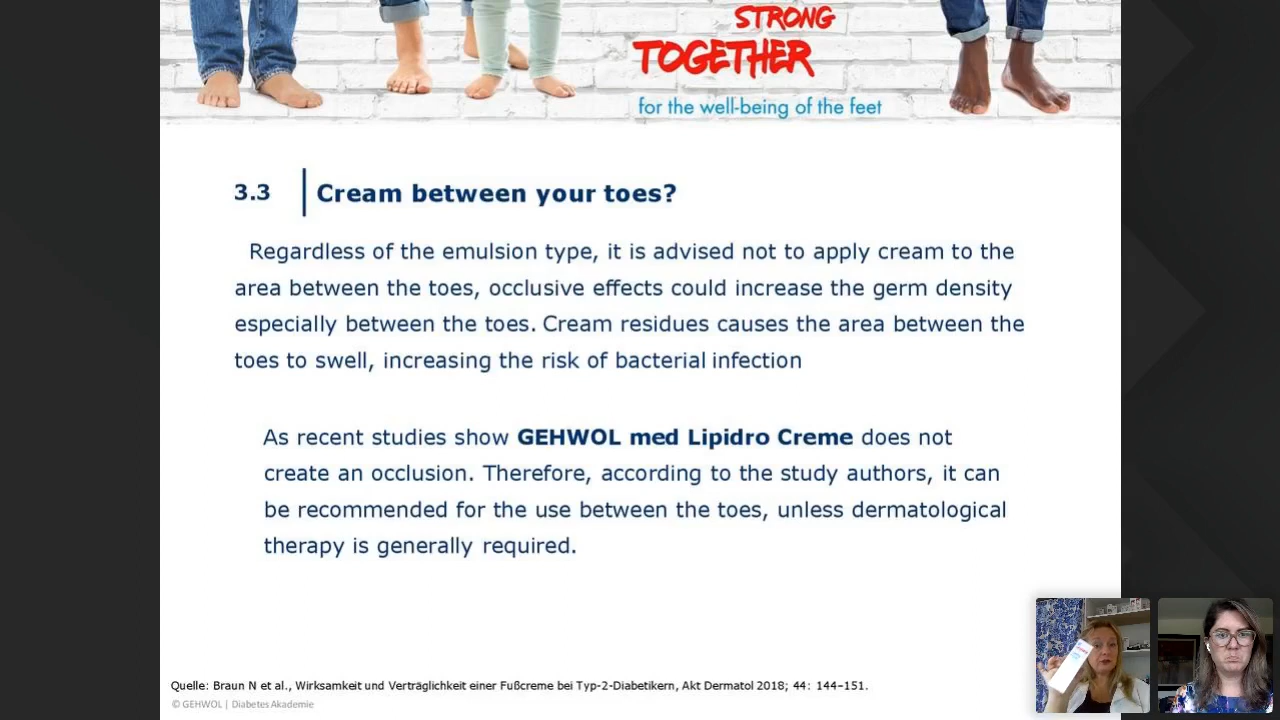 STRONG
TOGETHER
for the well-being of the feet
3.3 Cream between your toes?
Regardless of the emulsion type, it is advised not to apply cream to the
area between the toes, occlusive effects could increase the germ density
especially between the toes. Cream residues causes the area between the
toes to swell, increasing the risk of bacterial infection
As recent studies show GEHWOL med Lipidro Creme does not
create an occlusion. Therefore, according to the study authors, it can
be recommended for the use between the toes, unless dermatological
therapy is generally required.
Quelle: Braun N et al., Wirksamkeit und Verträglichkeit einer Fußcreme bei Typ-2-Diabetikern, Akt Dermatol 2018; 44: 144–151.
© GEHWOL | Diabetes Akademie